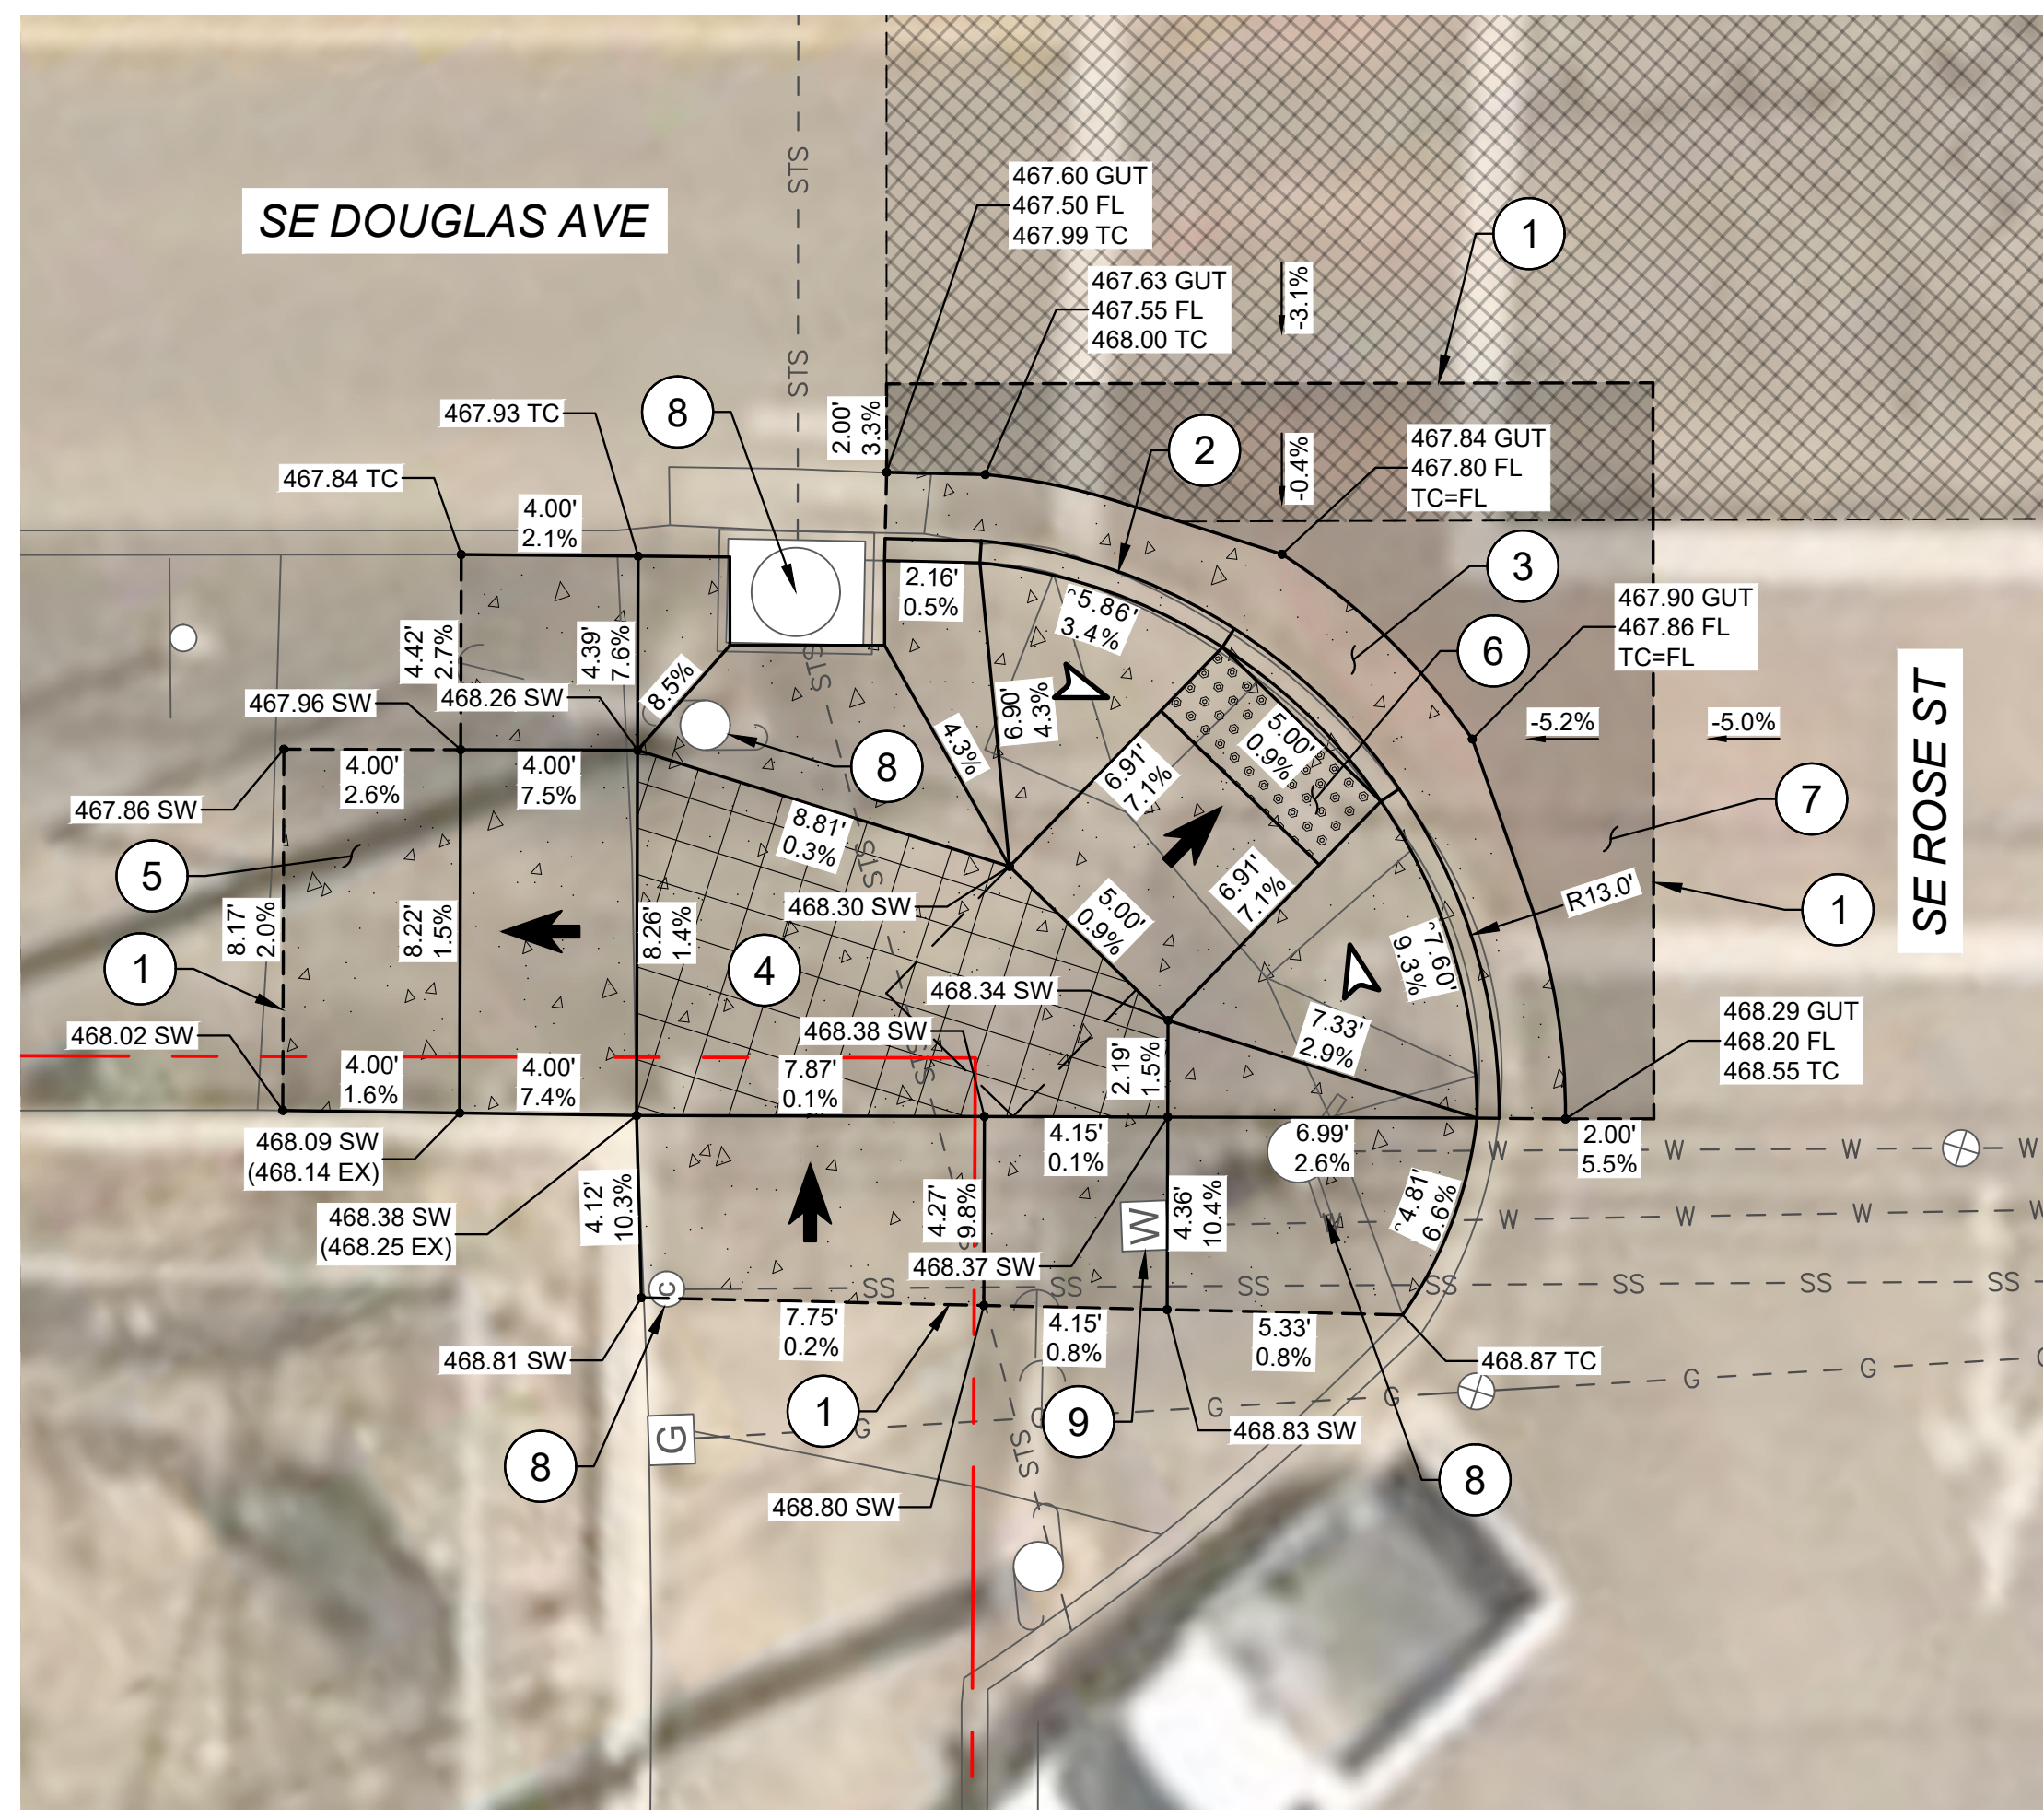 STS
467.60 GUT
467.50 FL
467.99 TC
SE DOUGLAS AVE
1
467.63 GUT
467.55 FL
468.00 TC
-3.1%
STS
467.93 TC
8
2.00'
3.3%
2
-0.4%
467.84 GUT
467.80 FL
TC=FL
467.84 TC
4.00'
2.1%
3
2.16'
0.5%
5.86'
3.4%
467.90 GUT
467.86 FL
TC=FL
6
4.42'
2.7%
4.39'
7.6%
8.5%
STS
467.96 SW
468.26 SW
6.90'
4.3%
4.3%
5.00'
0.9%
-5.2%
-5.0%
SE ROSE ST
8
6.91'
7.1%
7
467.86 SW
4.00'
2.6%
4.00'
7.5%
8.81'
0.3%
STS
5
6.91'
7.1%
R13.0'
1
468.30 SW
8.17'
2.0%
8.22'
1.5%
8.26'
1.4%
5.00'
0.9%
7.60'
9.3%
1
4
468.34 SW
468.02 SW
468.38 SW
7.33'
2.9%
468.29 GUT
468.20 FL
468.55 TC
4.00'
1.6%
4.00'
7.4%
7.87'
0.1%
STS
2.19'
1.5%
468.09 SW
(468.14 EX)
4.15'
0.1%
6.99'
2.6%
W
2.00'
5.5%
W
W
W
468.38 SW
(468.25 EX)
4.12'
10.3%
4.27'
9.8%
W
4.36'
10.4%
W
4.81'
6.6%
W
W
W
W
468.37 SW
C
SS
SS
SS
SS
SS
SS
SS
7.75'
0.2%
4.15'
0.8%
5.33'
0.8%
468.81 SW
468.87 TC
1
G
G
G
G
G
G
9
468.83 SW
G
8
STS
8
468.80 SW